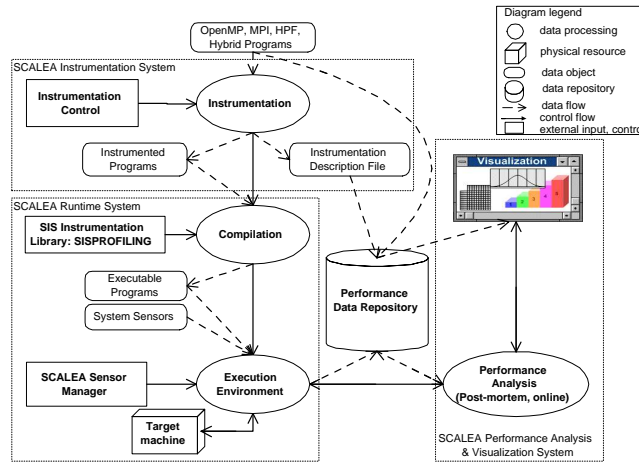 OpenMP, MPI, HPF,
Hybrid Programs
Diagram legend
data processing
physical resource
data object
data repository
data flow
control flow
external input, control
SCALEA Instrumentation System
Instrumentation
Control
Instrumentation
Instrumented
Programs
Instrumentation
Description File
Visualization
SCALEA Runtime System
SIS Instrumentation
Library: SISPROFILING
Compilation
Executable
Programs
System Sensors
Performance
Data Repository
SCALEA Sensor
Manager
Execution
Environment
Target
machine
Performance
Analysis
(Post-mortem, online)
SCALEA Performance Analysis
& Visualization System